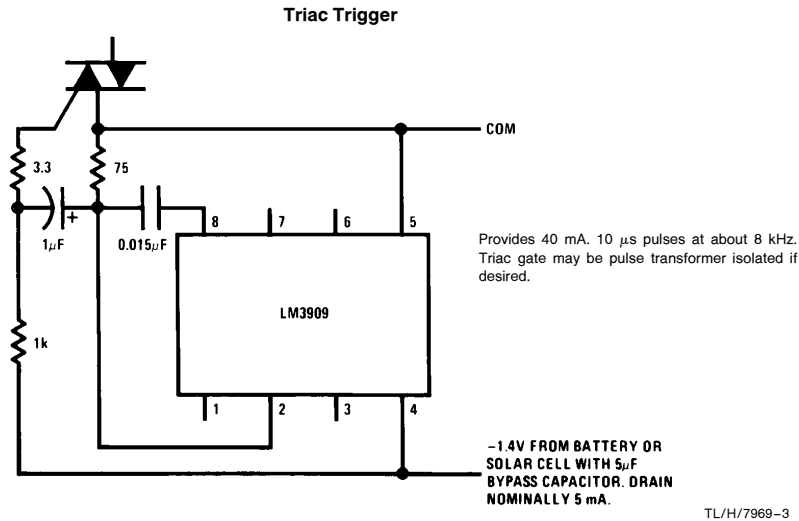 Triac Trigger
COM
3.3
75
+
1μF
0.015μF
8
7
6
5
Provides 40 mA. 10 μs pulses at about 8 kHz.
Triac gate may be pulse transformer isolated if
desired.
LM3909
1k
1
2
3
4
−1.4V FROM BATTERY OR
SOLAR CELL WITH 5μF
BYPASS CAPACITOR. DRAIN
NOMINALLY 5 mA.
TL/H/7969–3